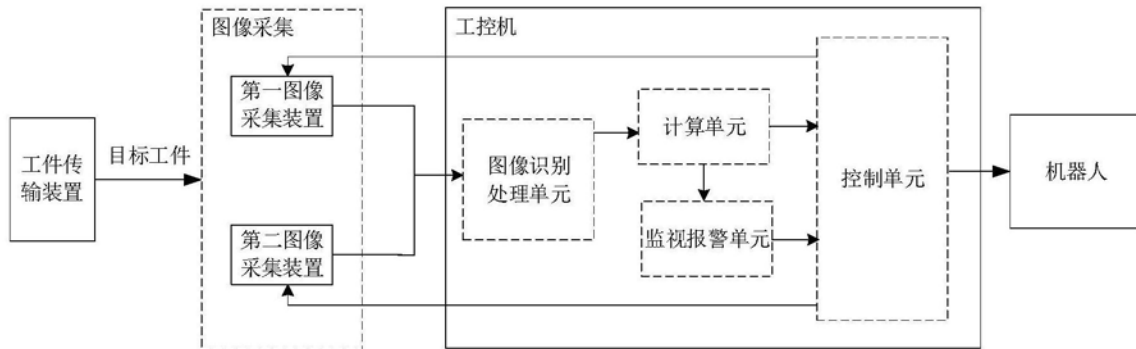 图像采集
工控机
第一图像
采集装置
工件传
输装置
目标工件
图像识别
处理单元
计算单元
控制单元
机器人
第二图像
采集装置
监视报警单元